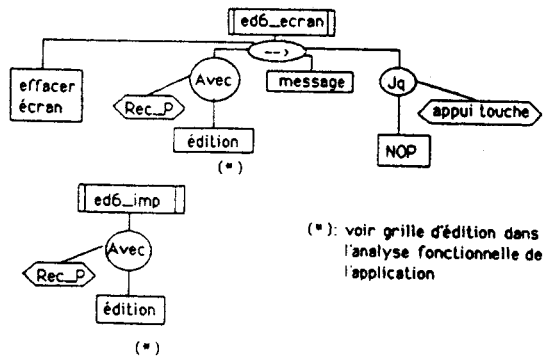 ed6_ecran
-->
effacer
écran
Avec
Rec_P
édition
(*)
message
Jq
appui touche
NOP
ed6_imp
Avec
Rec_P
édition
(*)
(*): voir grille d'édition dans
l'analyse fonctionnelle de
l'application